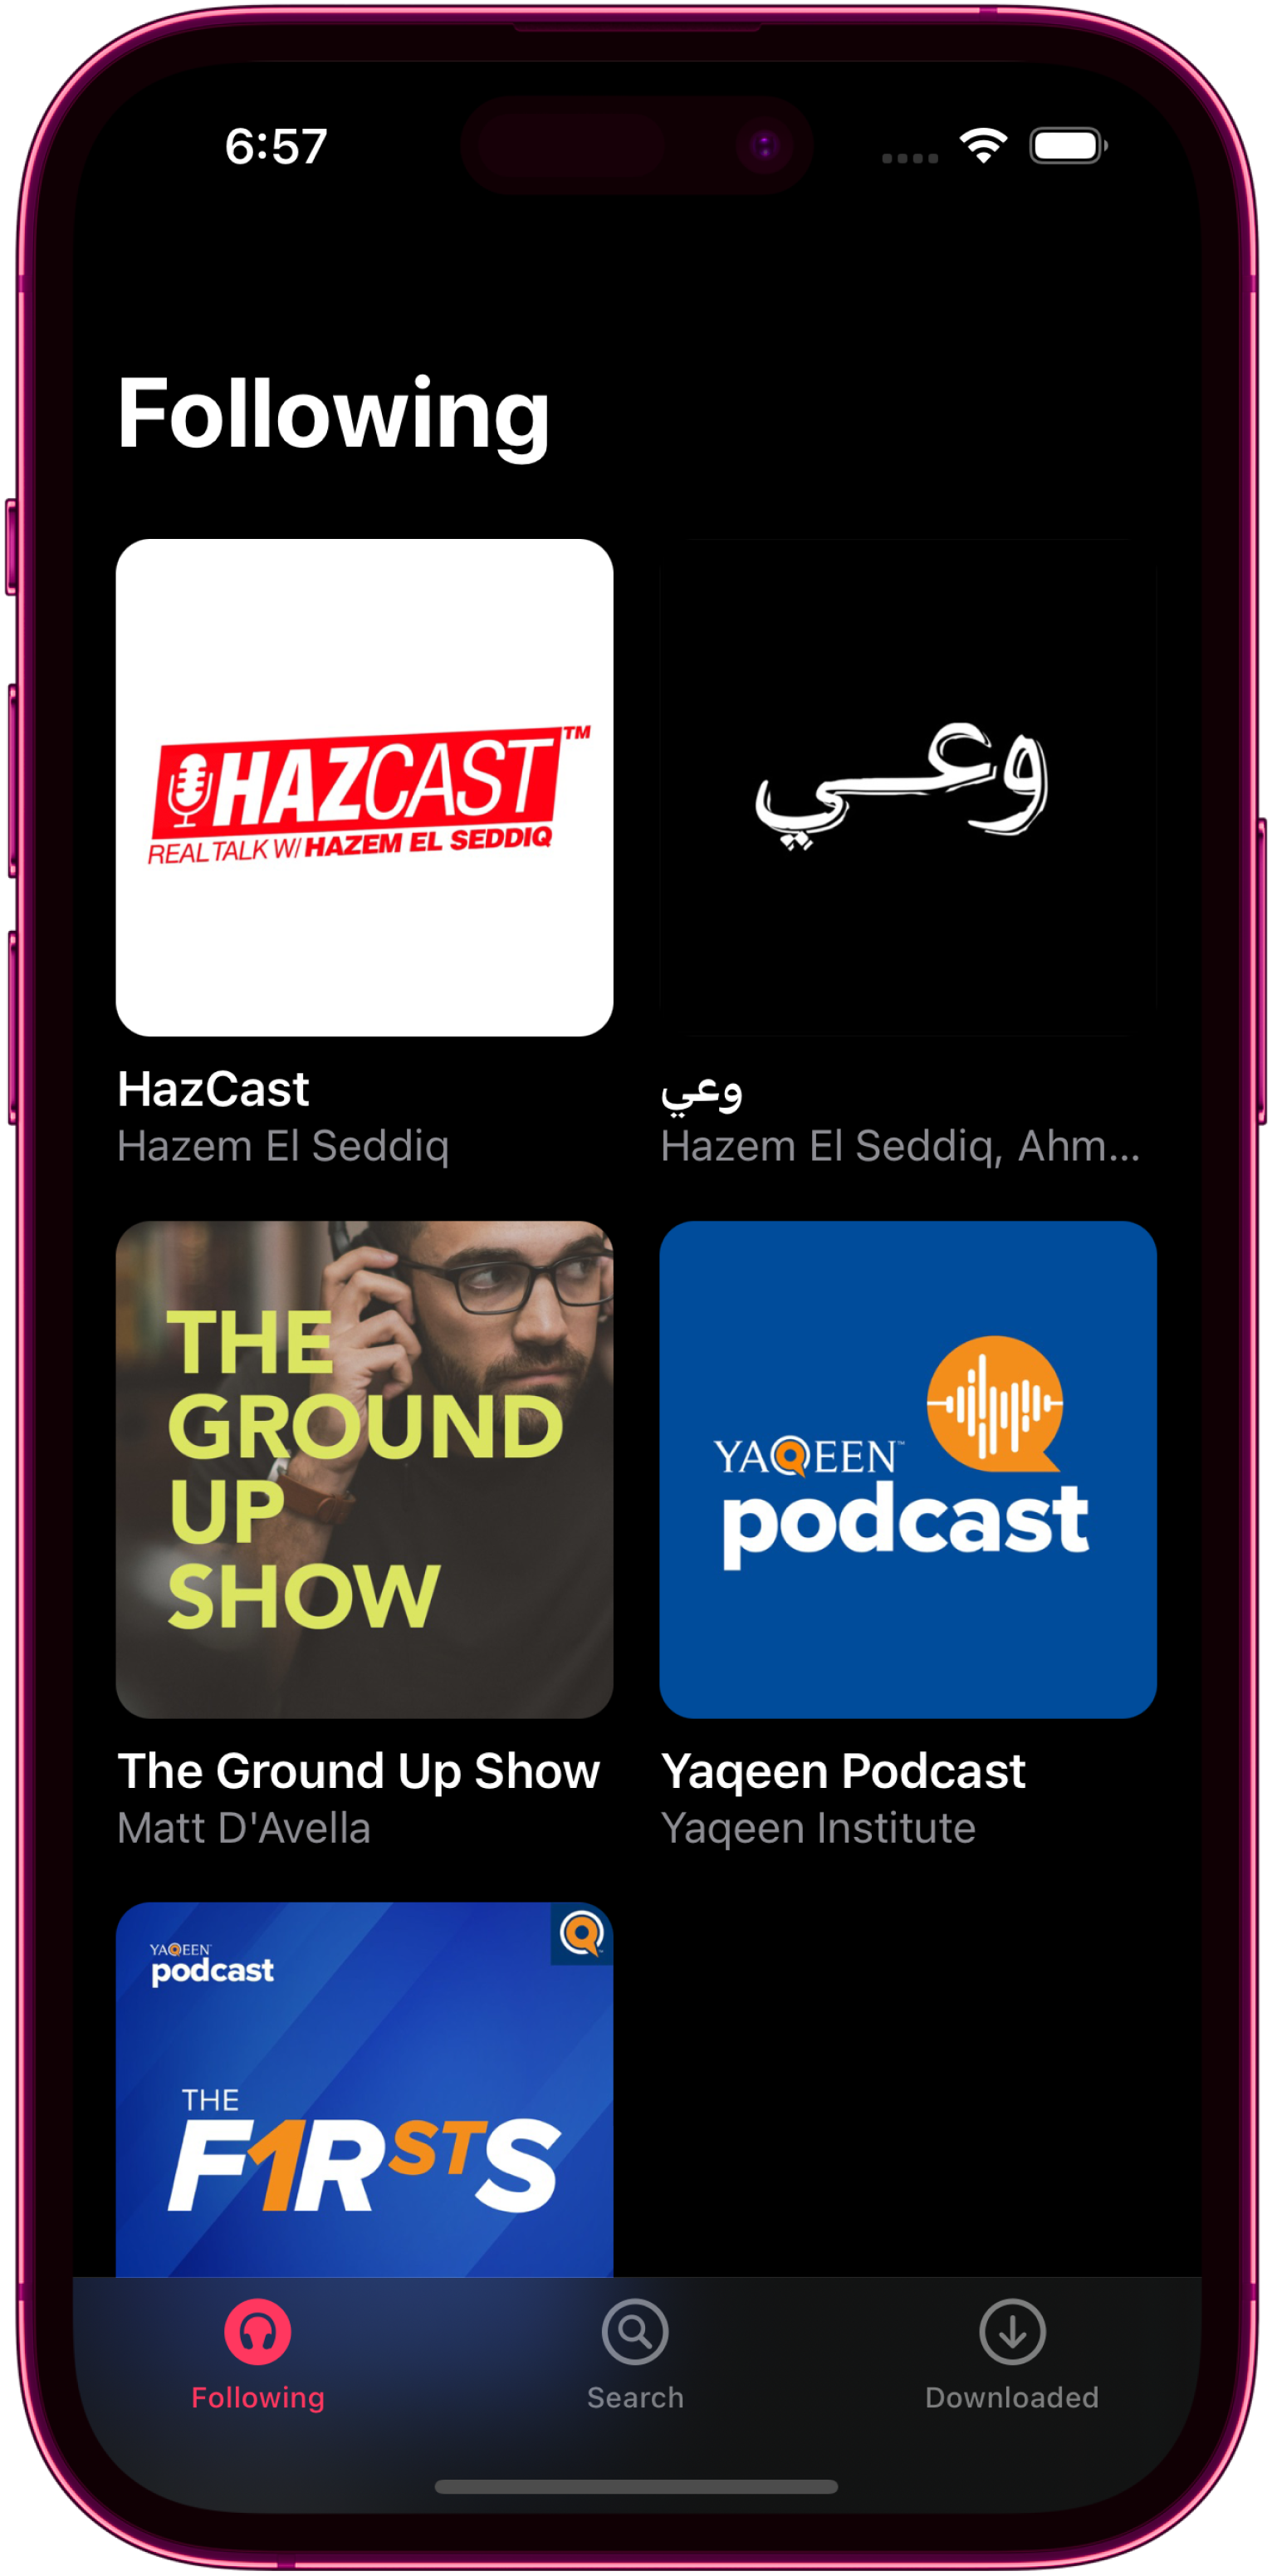 6:57
Following
HAZCAST™
REAL TALK W/ HAZEM EL SEDDIQ
وعي
HazCast
Hazem El Seddiq
وعي
Hazem El Seddiq, Ahm...
THE
GROUND
UP
SHOW
YAQEEN™
podcast
The Ground Up Show
Matt D'Avella
Yaqeen Podcast
Yaqeen Institute
YAQEEN
podcast
THE
F1RSTS
Following
Search
Downloaded